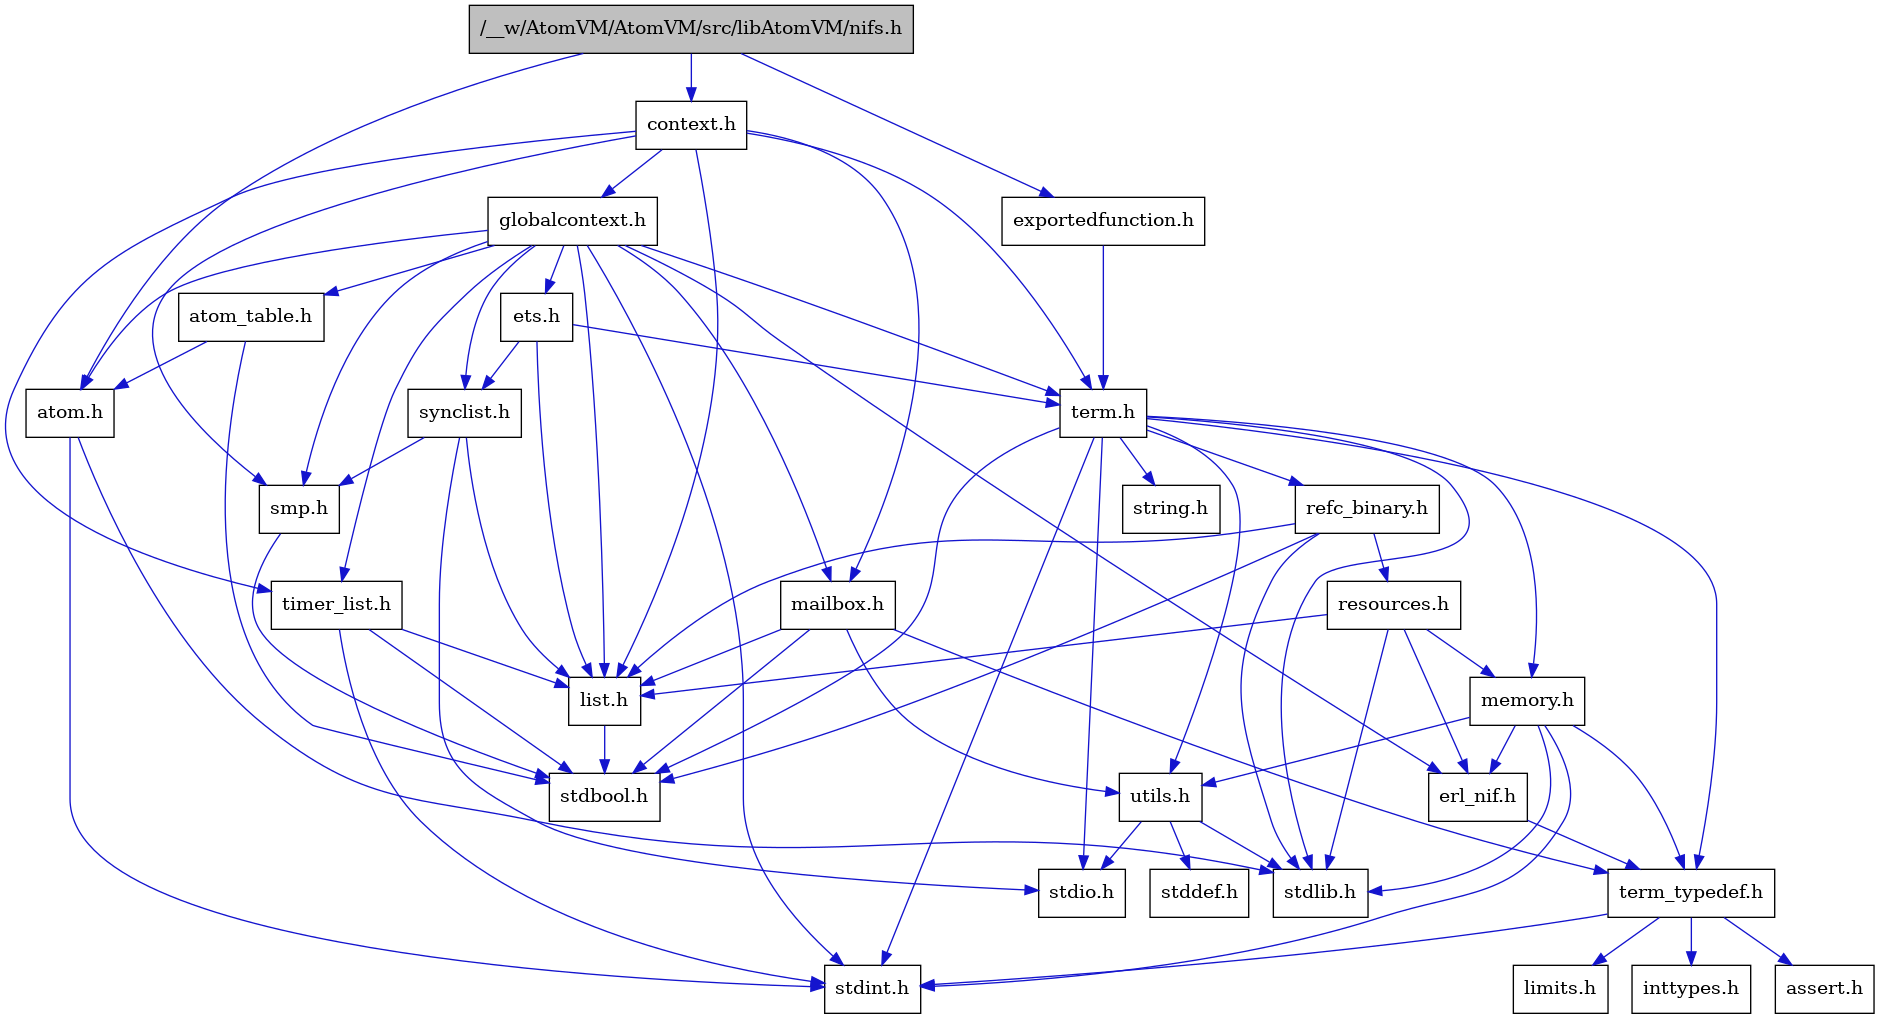 /__w/AtomVM/AtomVM/src/libAtomVM/nifs.h
context.h
globalcontext.h
exportedfunction.h
atom_table.h
ets.h
atom.h
synclist.h
term.h
smp.h
string.h
refc_binary.h
timer_list.h
mailbox.h
resources.h
list.h
memory.h
stdbool.h
utils.h
erl_nif.h
stdio.h
stddef.h
stdlib.h
term_typedef.h
stdint.h
limits.h
inttypes.h
assert.h